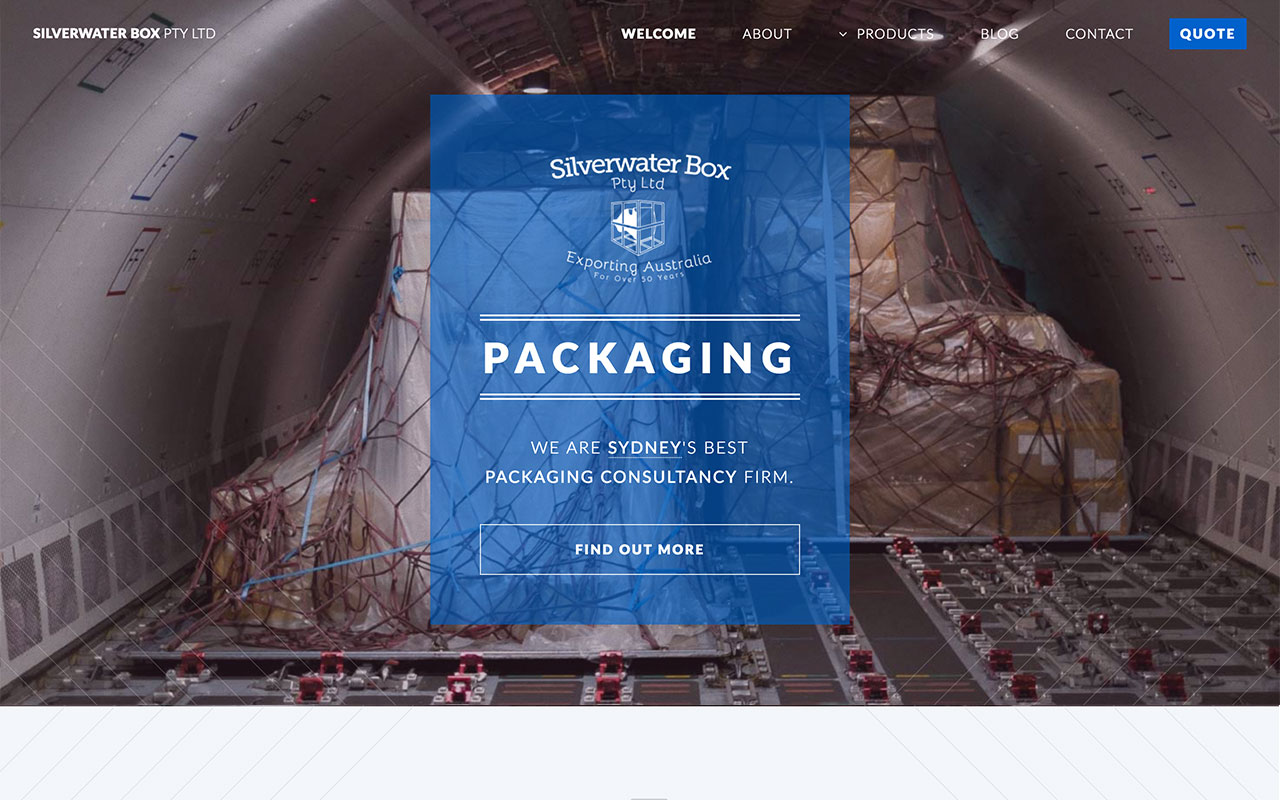 SILVERWATER BOX PTY LTD
WELCOME
ABOUT
PRODUCTS
BLOG
CONTACT
QUOTE
Silverwater Box
Pty Ltd
Exporting Australia
For Over 50 Years
PACKAGING
WE ARE SYDNEY'S BEST
PACKAGING CONSULTANCY FIRM.
FIND OUT MORE